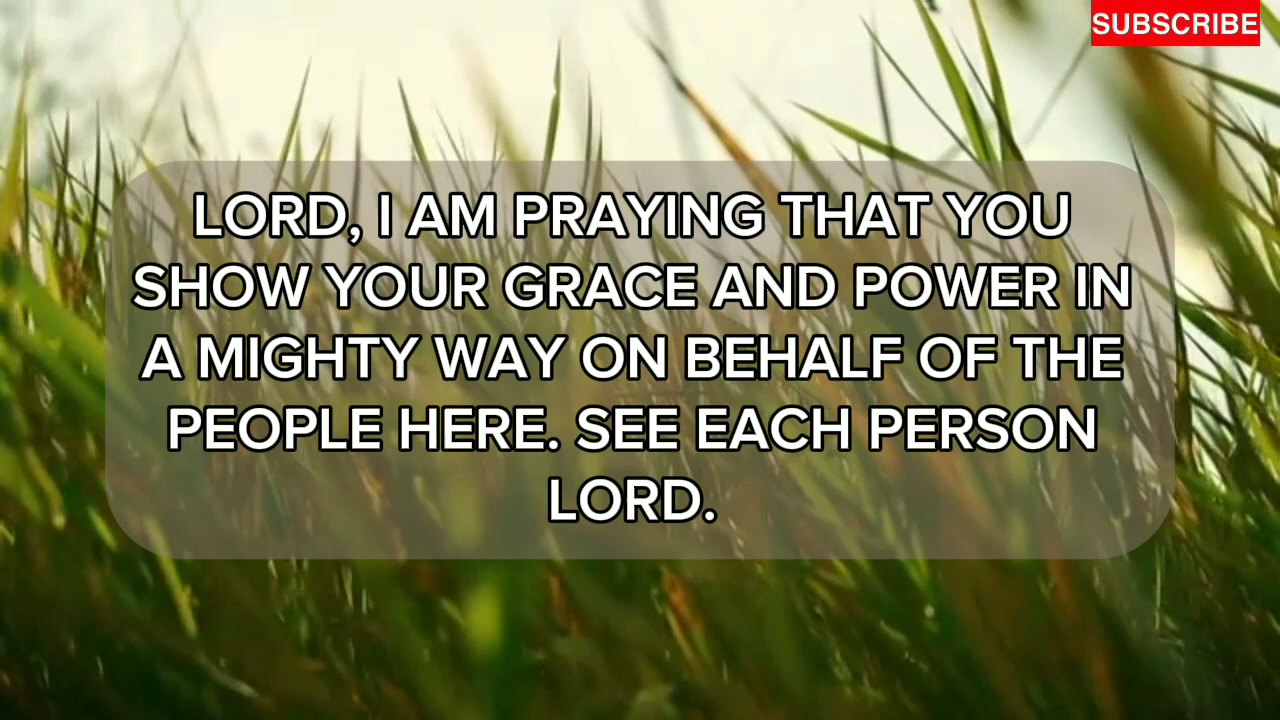 SUBSCRIBE
LORD, I AM PRAYING THAT YOU
SHOW YOUR GRACE AND POWER IN
A MIGHTY WAY ON BEHALF OF THE
PEOPLE HERE. SEE EACH PERSON
LORD.